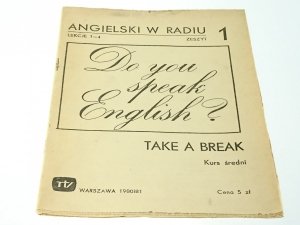 ANGIELSKI W RADIU
LEKCJE 1-4
ZESZYT 1
Do you
speak
English?
TAKE A BREAK
Kurs średni
WARSZAWA 1980/81
Cena 5 zł